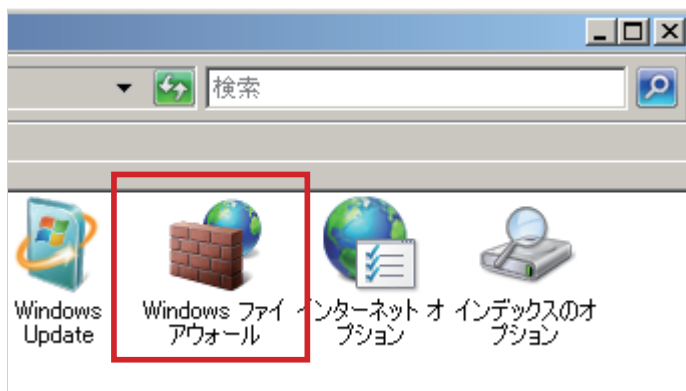 検索
Windows Update
Windows ファイアウォール
インターネット オプション
インデックスのオプション